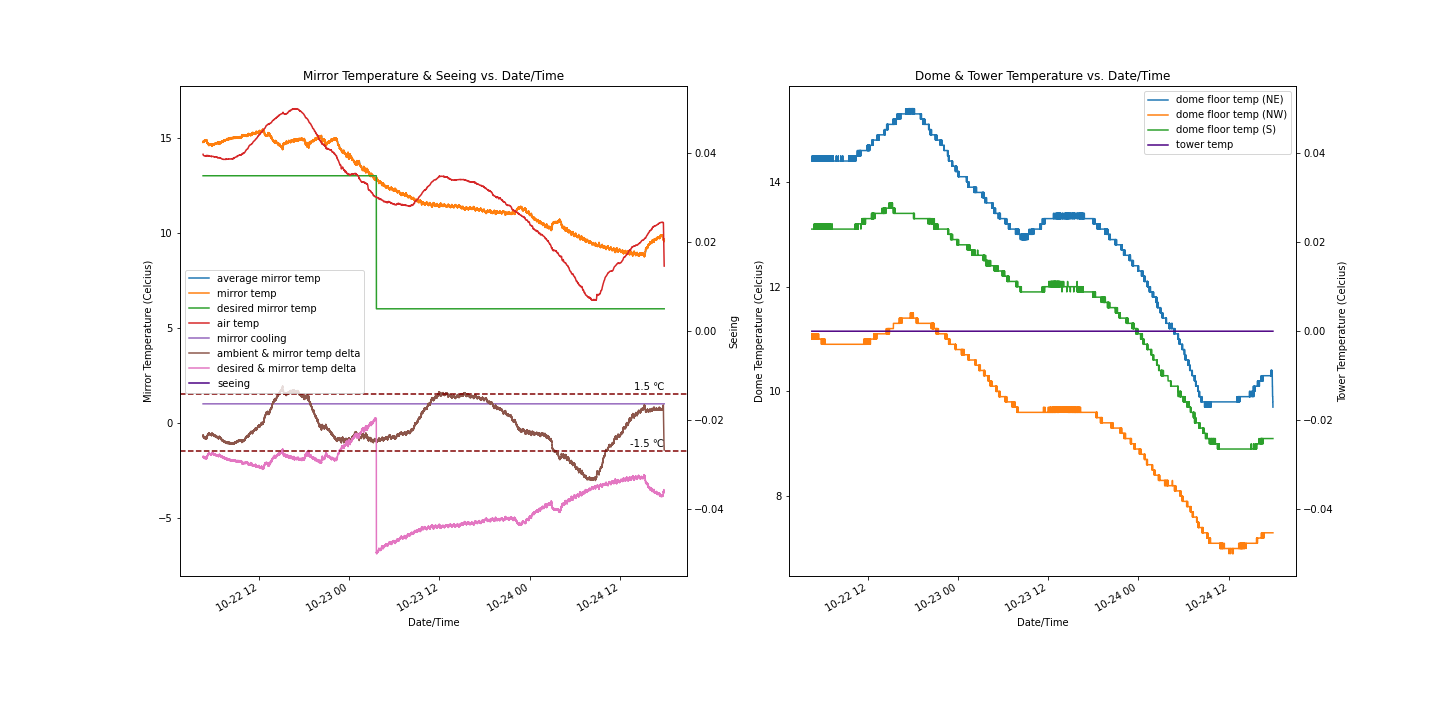 Mirror Temperature & Seeing vs. Date/Time
Mirror Temperature (Celcius)
15
10
5
0
−5
0.04
0.02
0.00
−0.02
−0.04
Seeing
average mirror temp
mirror temp
desired mirror temp
air temp
mirror cooling
ambient & mirror temp delta
desired & mirror temp delta
seeing
1.5 ℃
-1.5 ℃
10-22 12
10-23 00
10-23 12
10-24 00
10-24 12
Date/Time
Dome & Tower Temperature vs. Date/Time
Dome Temperature (Celcius)
14
12
10
8
dome floor temp (NE)
dome floor temp (NW)
dome floor temp (S)
tower temp
0.04
0.02
0.00
−0.02
−0.04
Tower Temperature (Celcius)
10-22 12
10-23 00
10-23 12
10-24 00
10-24 12
Date/Time